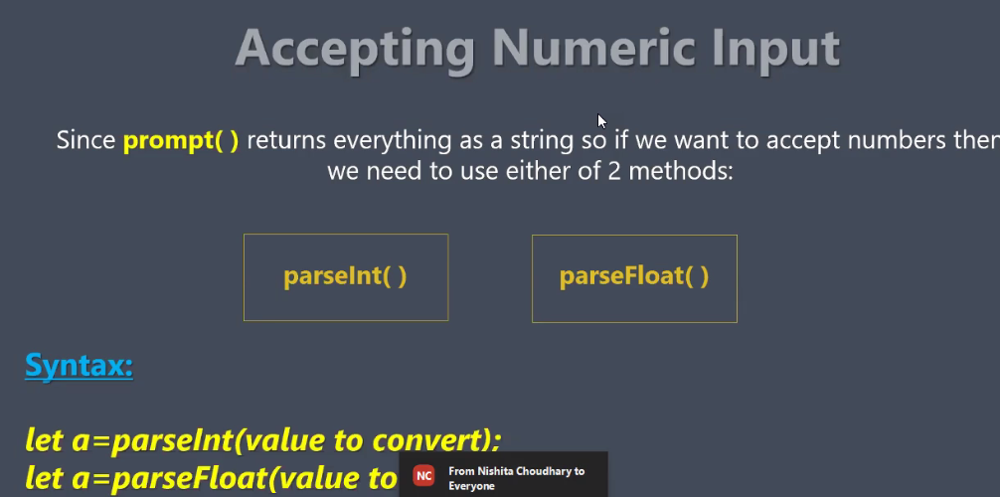 Accepting Numeric Input
Since prompt( ) returns everything as a string so if we want to accept numbers then
we need to use either of 2 methods:
parseInt( )
parseFloat( )
Syntax:
let a=parseInt(value to convert);
let a=parseFloat(value to
NC
From Nishita Choudhary to
Everyone